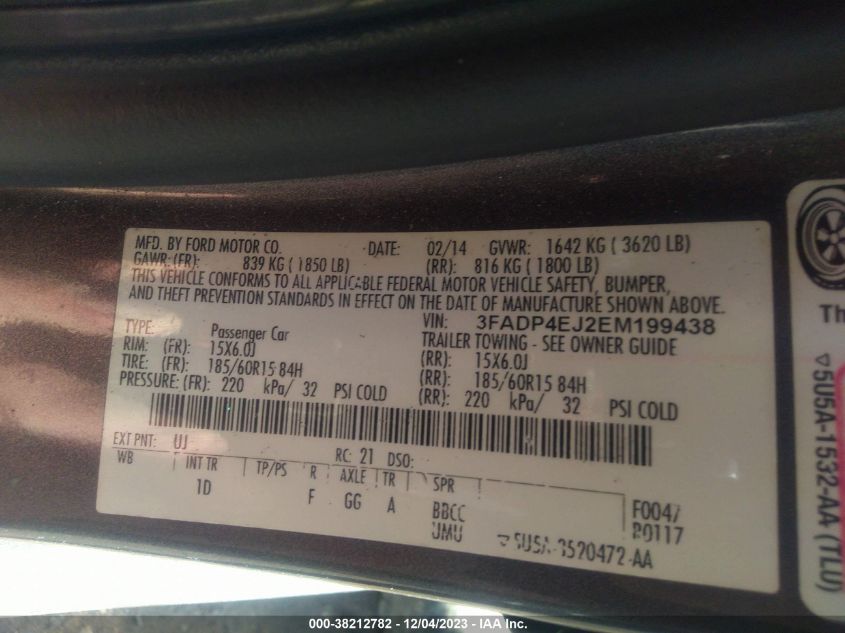 MFD. BY FORD MOTOR CO. DATE: 02/14 GVWR: 1642 KG ( 3620 LB)
GAWR: (FR): 839 KG ( 1850 LB) (RR): 816 KG ( 1800 LB)
THIS VEHICLE CONFORMS TO ALL APPLICABLE FEDERAL MOTOR VEHICLE SAFETY, BUMPER,
AND THEFT PREVENTION STANDARDS IN EFFECT ON THE DATE OF MANUFACTURE SHOWN ABOVE.
VIN: 3FADP4EJ2EM199438
TYPE: Passenger Car TRAILER TOWING - SEE OWNER GUIDE
RIM: (FR): 15X6.0J (RR): 15X6.0J
TIRE: (FR): 185/60R15 84H (RR): 185/60R15 84H
PRESSURE: (FR): 220 kPa/ 32 PSI COLD (RR): 220 kPa/ 32 PSI COLD
EXT PNT: UJ RC: 21 DSO:
WB INT TR TP/PS R AXLE TR SPR
1D F GG A BBCC F0047
UMU
5U5A-3520472-AA
5U5A-1532-AA (TLU)
000-38212782 - 12/04/2023 - IAA Inc.